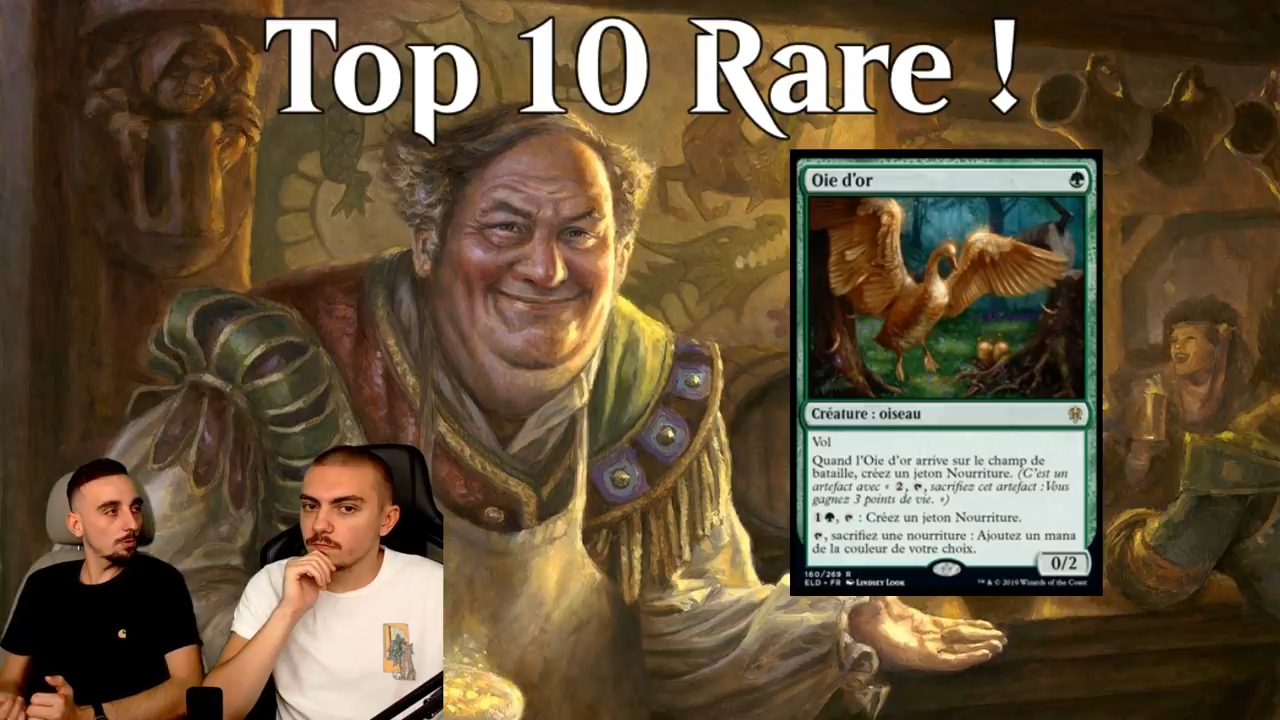 Top 10 Rare !
Oie d'or
Créature : oiseau
Vol
Quand l'Oie d'or arrive sur le champ de
bataille, créez un jeton Nourriture. (C'est un
artefact avec « 2, , sacrifiez cet artefact :Vous
gagnez 3 points de vie. »)
1 , : Créez un jeton Nourriture.
, sacrifiez une nourriture : Ajoutez un mana
de la couleur de votre choix.
0/2
160/269 R
ELD • FR Lindsey Look
™ & © 2019 Wizards of the Coast